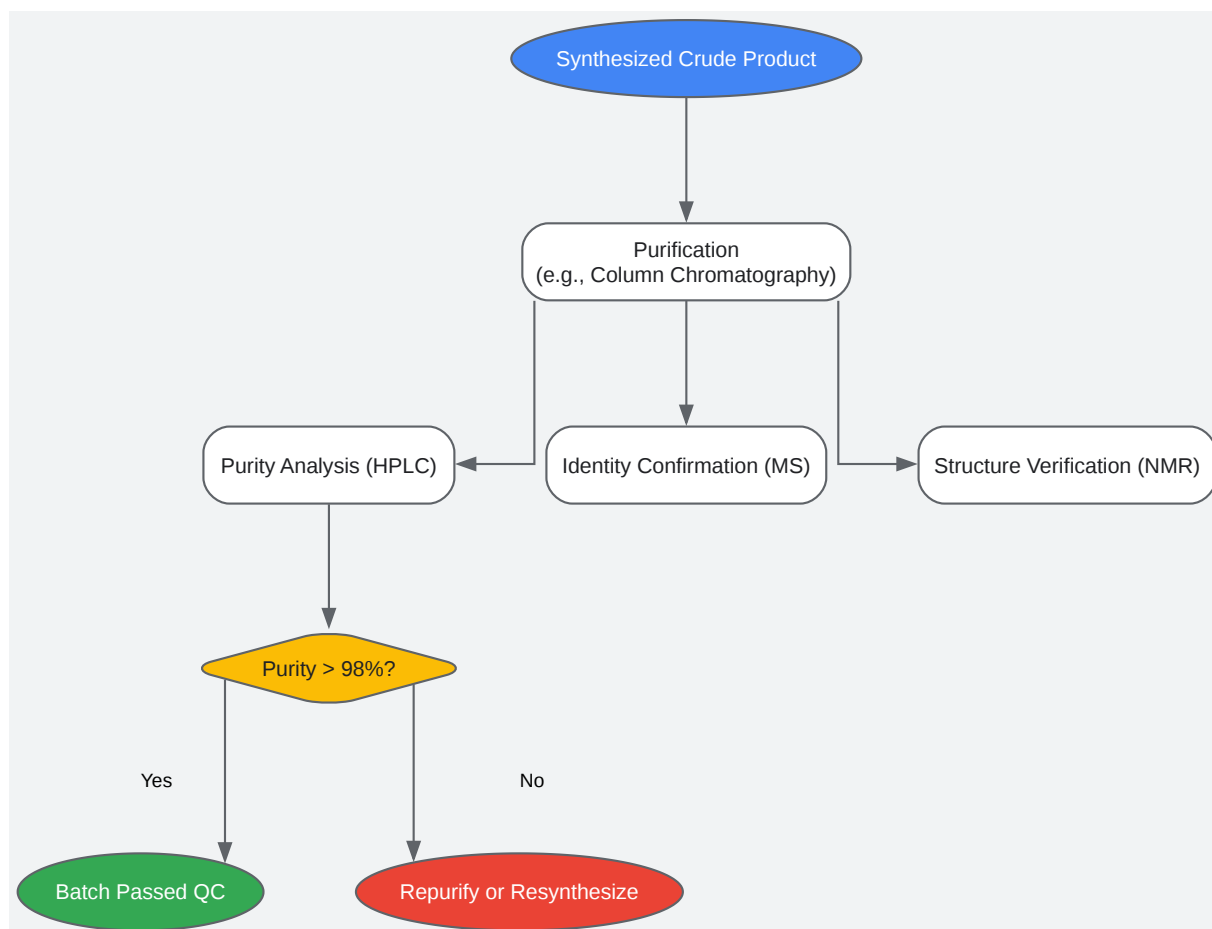 Synthesized Crude Product
Purification
(e.g., Column Chromatography)
Purity Analysis (HPLC)
Identity Confirmation (MS)
Structure Verification (NMR)
Purity > 98%?
Yes
No
Batch Passed QC
Repurify or Resynthesize